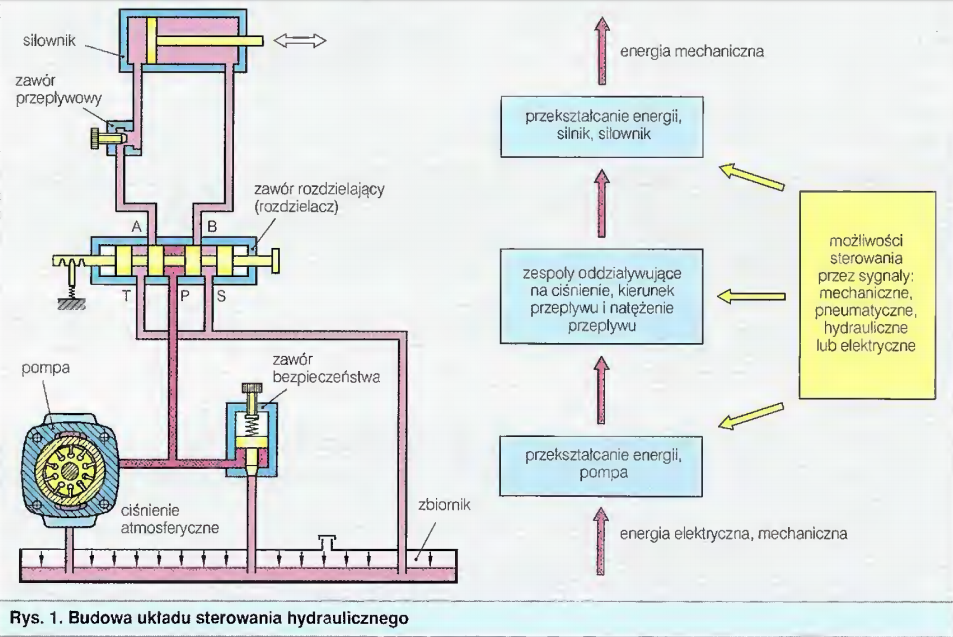 siłownik
zawór
przepływowy
zawór rozdzielający
(rozdzielacz)
A
B
T
P
S
pompa
zawór
bezpieczeństwa
ciśnienie
atmosferyczne
zbiornik
energia mechaniczna
przekształcanie energii,
silnik, siłownik
zespoły oddziaływujące
na ciśnienie, kierunek
przepływu i natężenie
przepływu
możliwości
sterowania
przez sygnały:
mechaniczne,
pneumatyczne,
hydrauliczne
lub elektryczne
przekształcanie energii,
pompa
energia elektryczna, mechaniczna
Rys. 1. Budowa układu sterowania hydraulicznego